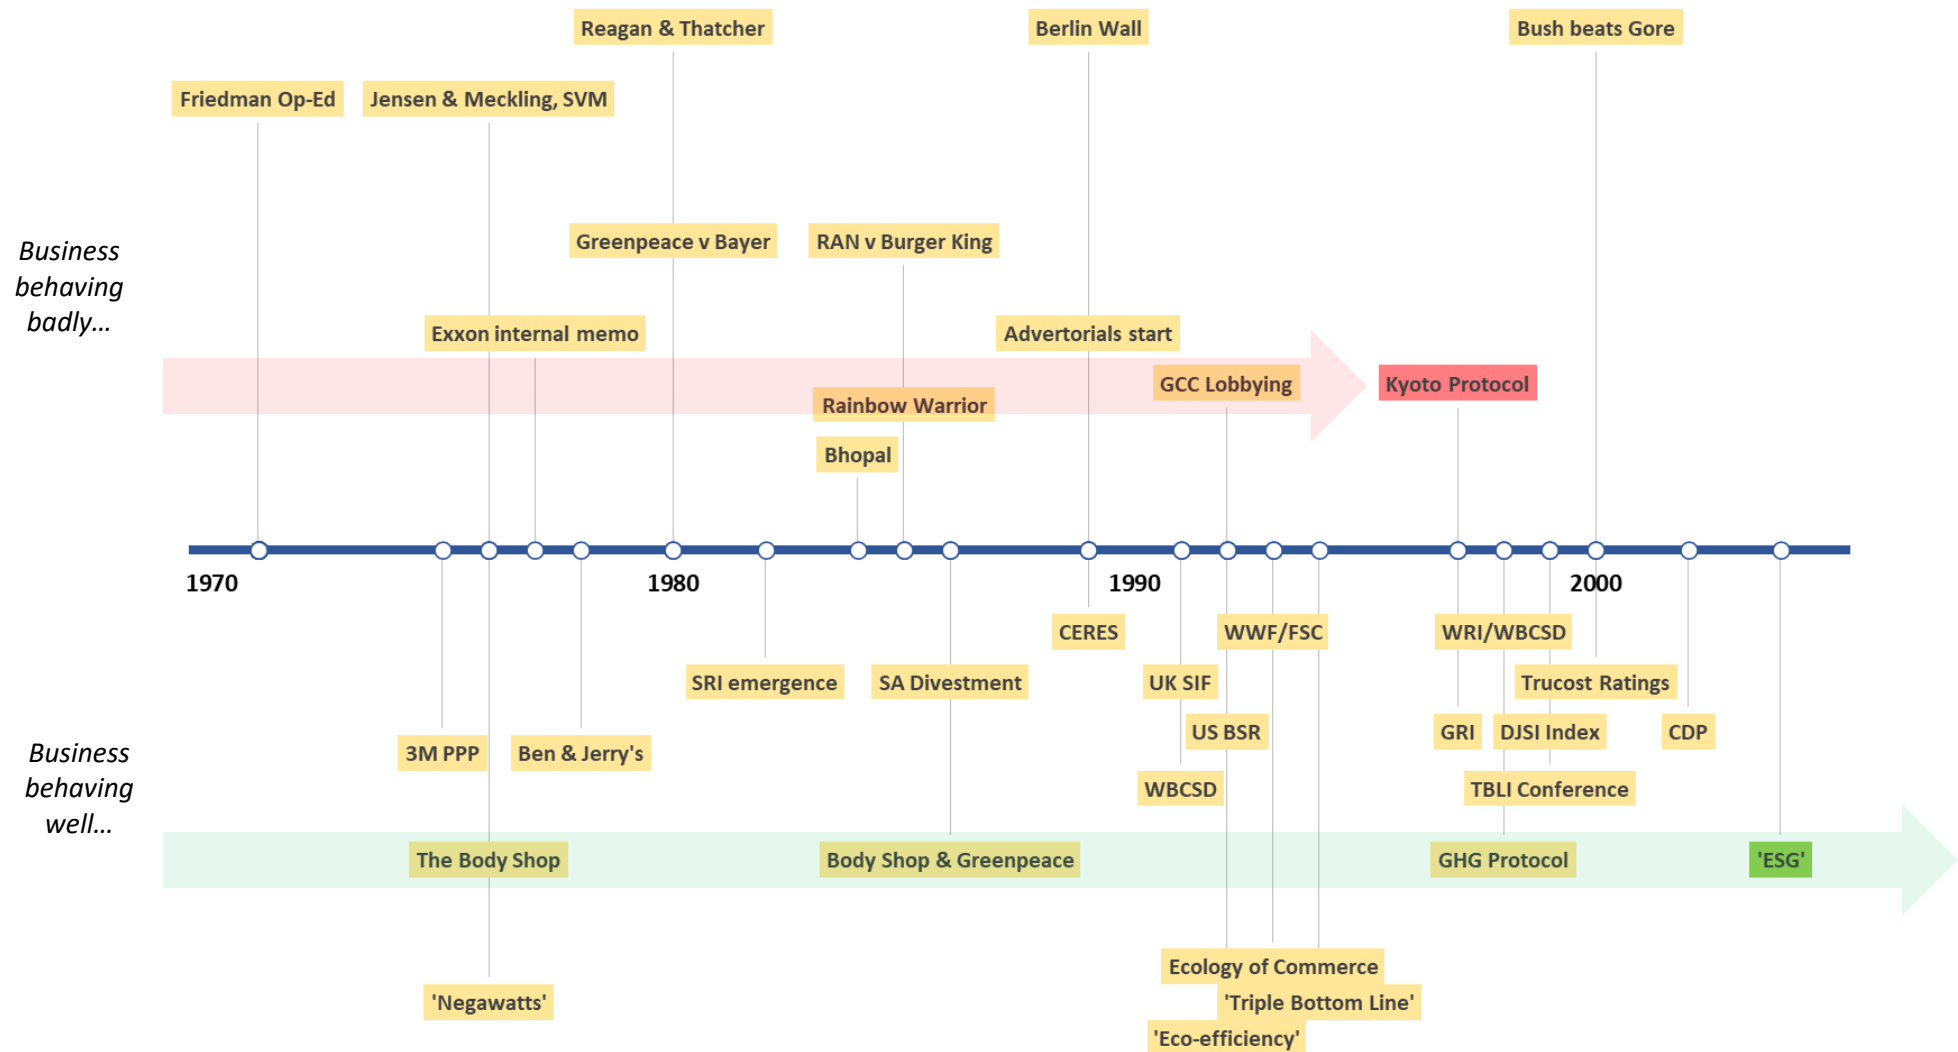 Reagan & Thatcher
Berlin Wall
Bush beats Gore
Friedman Op-Ed
Jensen & Meckling, SVM
Business
behaving
badly...
Greenpeace v Bayer
RAN v Burger King
Exxon internal memo
Advertorials start
GCC Lobbying
Kyoto Protocol
Rainbow Warrior
Bhopal
1970
1980
1990
2000
CERES
WWF/FSC
WRI/WBCSD
SRI emergence
SA Divestment
UK SIF
Trucost Ratings
US BSR
GRI
DJSI Index
CDP
Business
behaving
well...
3M PPP
Ben & Jerry's
WBCSD
TBLI Conference
The Body Shop
Body Shop & Greenpeace
GHG Protocol
'ESG'
Ecology of Commerce
'Negawatts'
'Triple Bottom Line'
'Eco-efficiency'